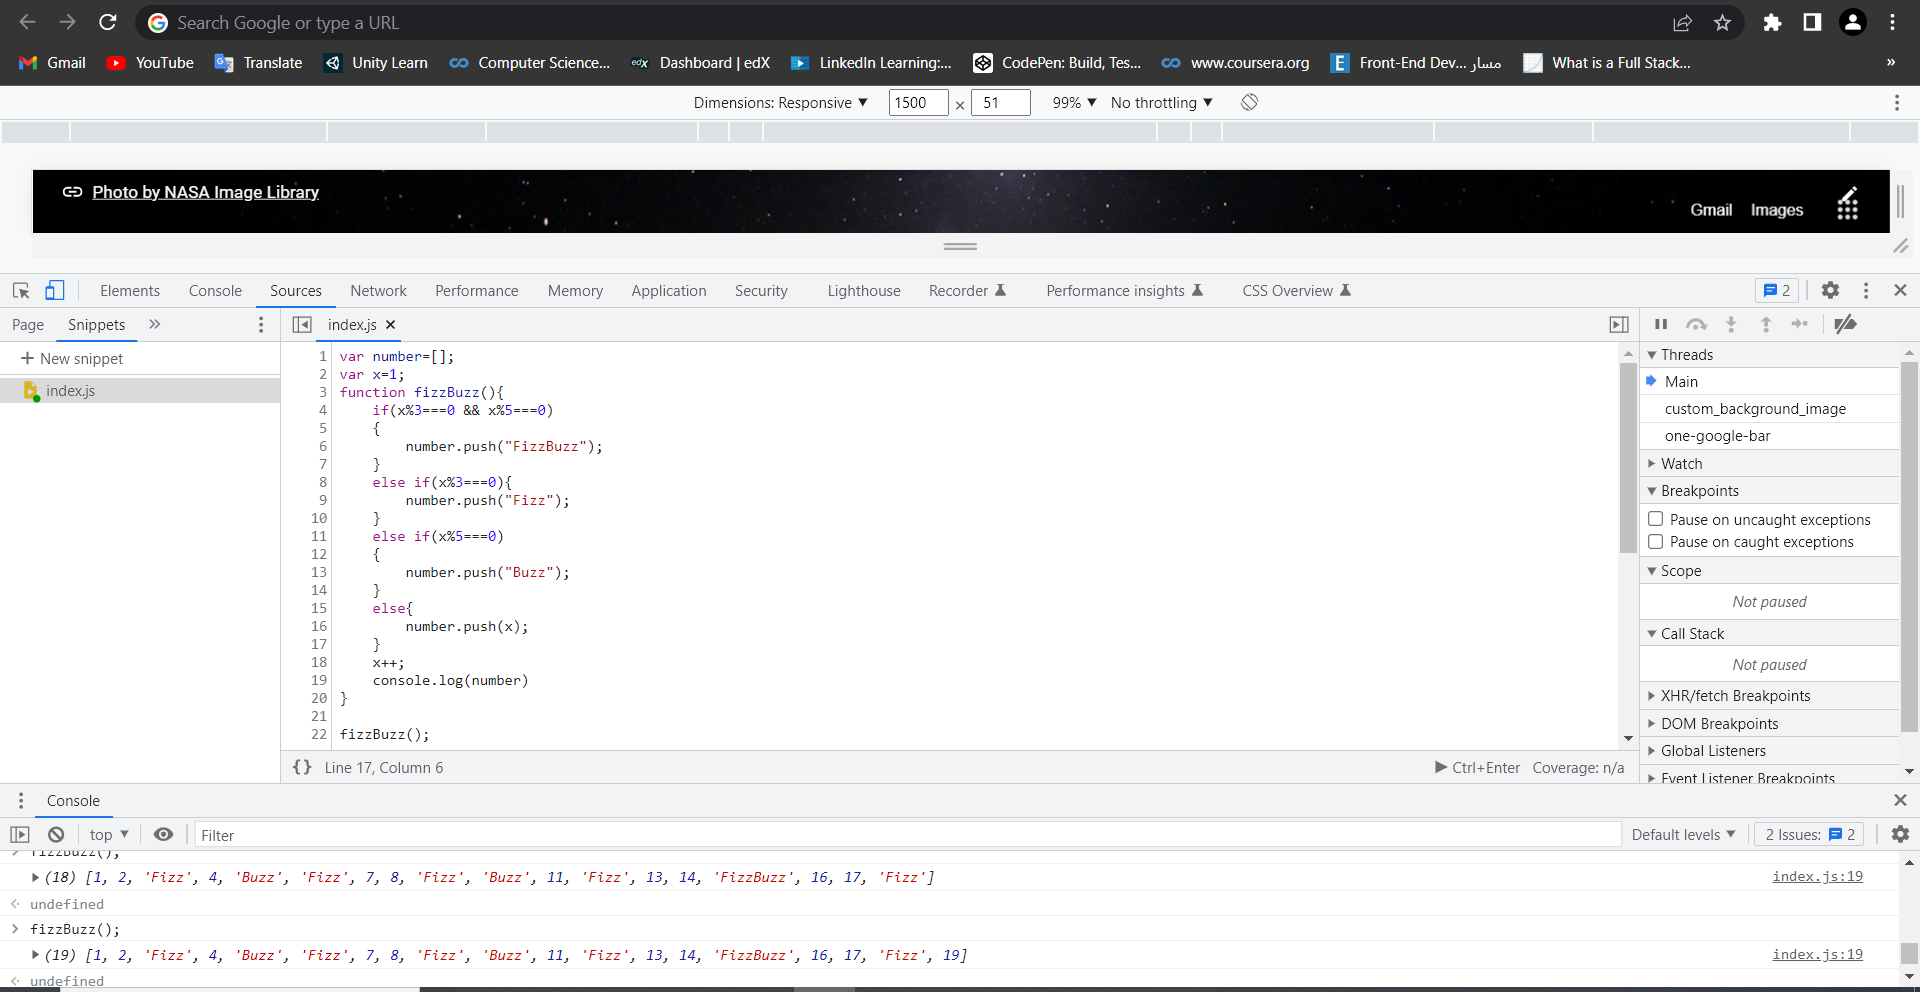 Search Google or type a URL
Gmail YouTube Translate Unity Learn Computer Science... edX Dashboard | edX LinkedIn Learning:... CodePen: Build, Tes... www.coursera.org Front-End Dev... مسار What is a Full Stack... »
Dimensions: Responsive ▼ 1500 × 51 99% ▼ No throttling ▼
Photo by NASA Image Library
Gmail Images
Elements Console Sources Network Performance Memory Application Security Lighthouse Recorder Performance insights CSS Overview 2
Page Snippets » index.js ×
+ New snippet
index.js
1 var number=[];
2 var x=1;
3 function fizzBuzz(){
4 if(x%3===0 && x%5===0)
5 {
6 number.push("FizzBuzz");
7 }
8 else if(x%3===0){
9 number.push("Fizz");
10 }
11 else if(x%5===0)
12 {
13 number.push("Buzz");
14 }
15 else{
16 number.push(x);
17 }
18 x++;
19 console.log(number)
20 }
21
22 fizzBuzz();
{} Line 17, Column 6 Ctrl+Enter Coverage: n/a
Threads
Main
custom_background_image
one-google-bar
Watch
Breakpoints
Pause on uncaught exceptions
Pause on caught exceptions
Scope
Not paused
Call Stack
Not paused
XHR/fetch Breakpoints
DOM Breakpoints
Global Listeners
Event Listener Breakpoints
Console
top ▼ Filter Default levels ▼ 2 Issues: 2
fizzBuzz();
(18) [1, 2, 'Fizz', 4, 'Buzz', 'Fizz', 7, 8, 'Fizz', 'Buzz', 11, 'Fizz', 13, 14, 'FizzBuzz', 16, 17, 'Fizz'] index.js:19
undefined
fizzBuzz();
(19) [1, 2, 'Fizz', 4, 'Buzz', 'Fizz', 7, 8, 'Fizz', 'Buzz', 11, 'Fizz', 13, 14, 'FizzBuzz', 16, 17, 'Fizz', 19] index.js:19
undefined